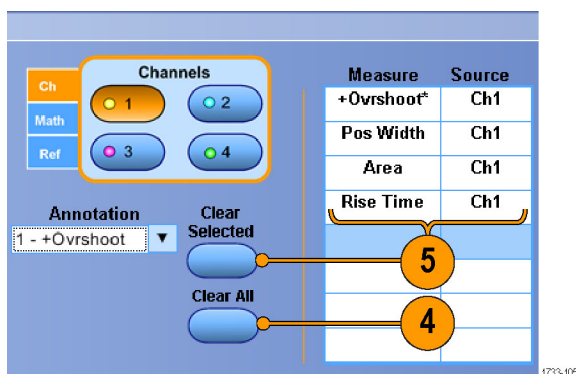 Channels
Ch
Math
Ref
1
2
3
4
Annotation
1 - +Ovrshoot ▼
Clear
Selected
Clear All
Measure Source
+Ovrshoot* Ch1
Pos Width Ch1
Area Ch1
Rise Time Ch1
5
4